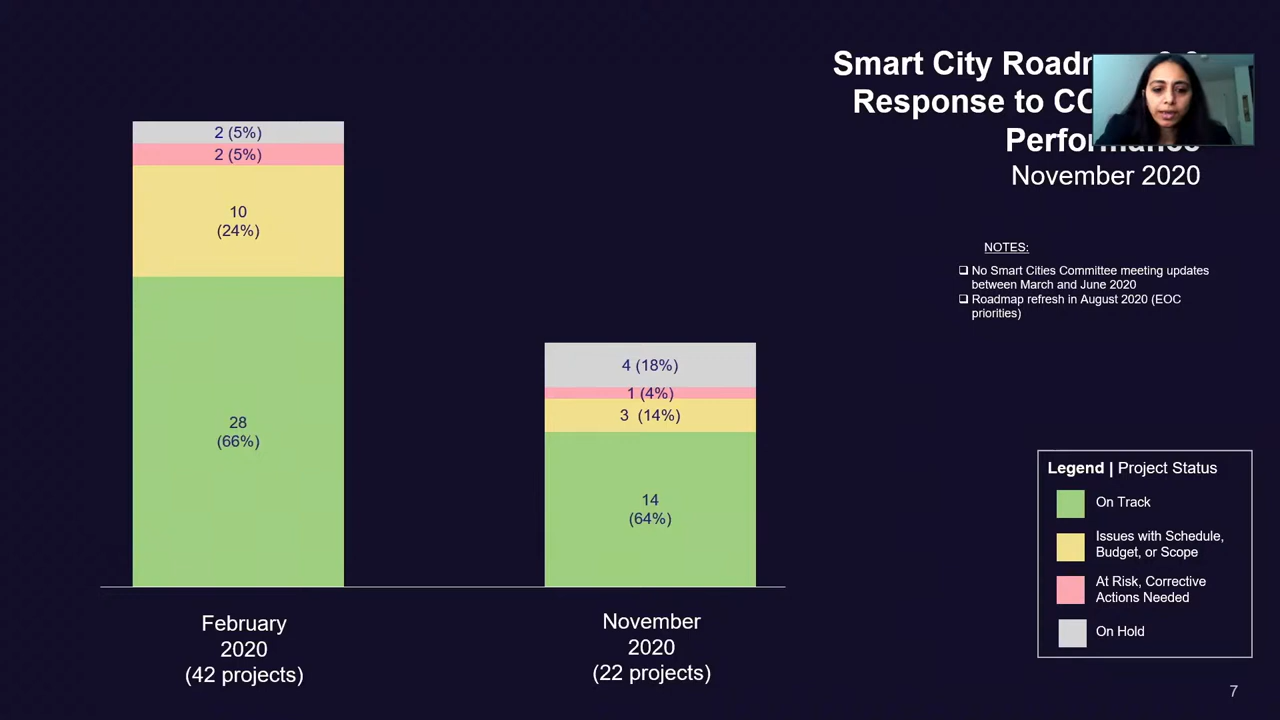 Smart City
Response to
November 2020
NOTES:
❑ No Smart Cities Committee meeting updates
between March and June 2020
❑ Roadmap refresh in August 2020 (EOC
priorities)
2 (5%)
2 (5%)
10
(24%)
28
(66%)
4 (18%)
1 (4%)
3 (14%)
14
(64%)
February
2020
(42 projects)
November
2020
(22 projects)
Legend | Project Status
On Track
Issues with Schedule,
Budget, or Scope
At Risk, Corrective
Actions Needed
On Hold
7